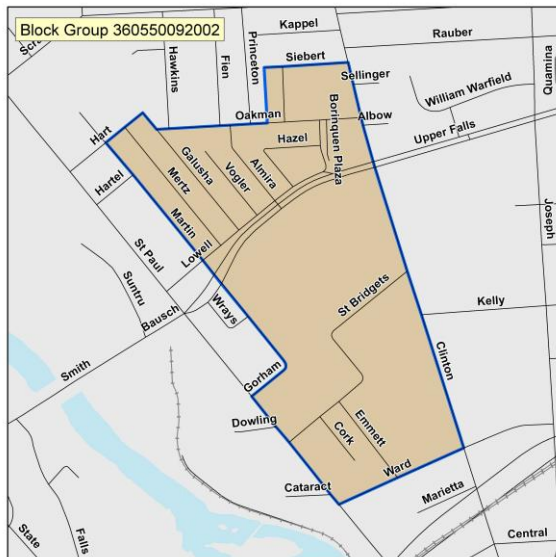 Block Group 360550092002
Kappel
Rauber
Scr
Hawkins
Fien
Princeton
Siebert
Sellinger
Quamina
William Warfield
Oakman
Albow
Hart
Hazel
Borinquen Plaza
Upper Falls
Galusha
Vogler
Almira
Hartel
Mertz
Martin
Joseph
St Paul
Lowell
Suntru
St Bridgets
Wrays
Kelly
Bausch
Clinton
Smith
Gorham
Dowling
Emmett
Cork
Ward
Cataract
Marietta
State
Falls
Central